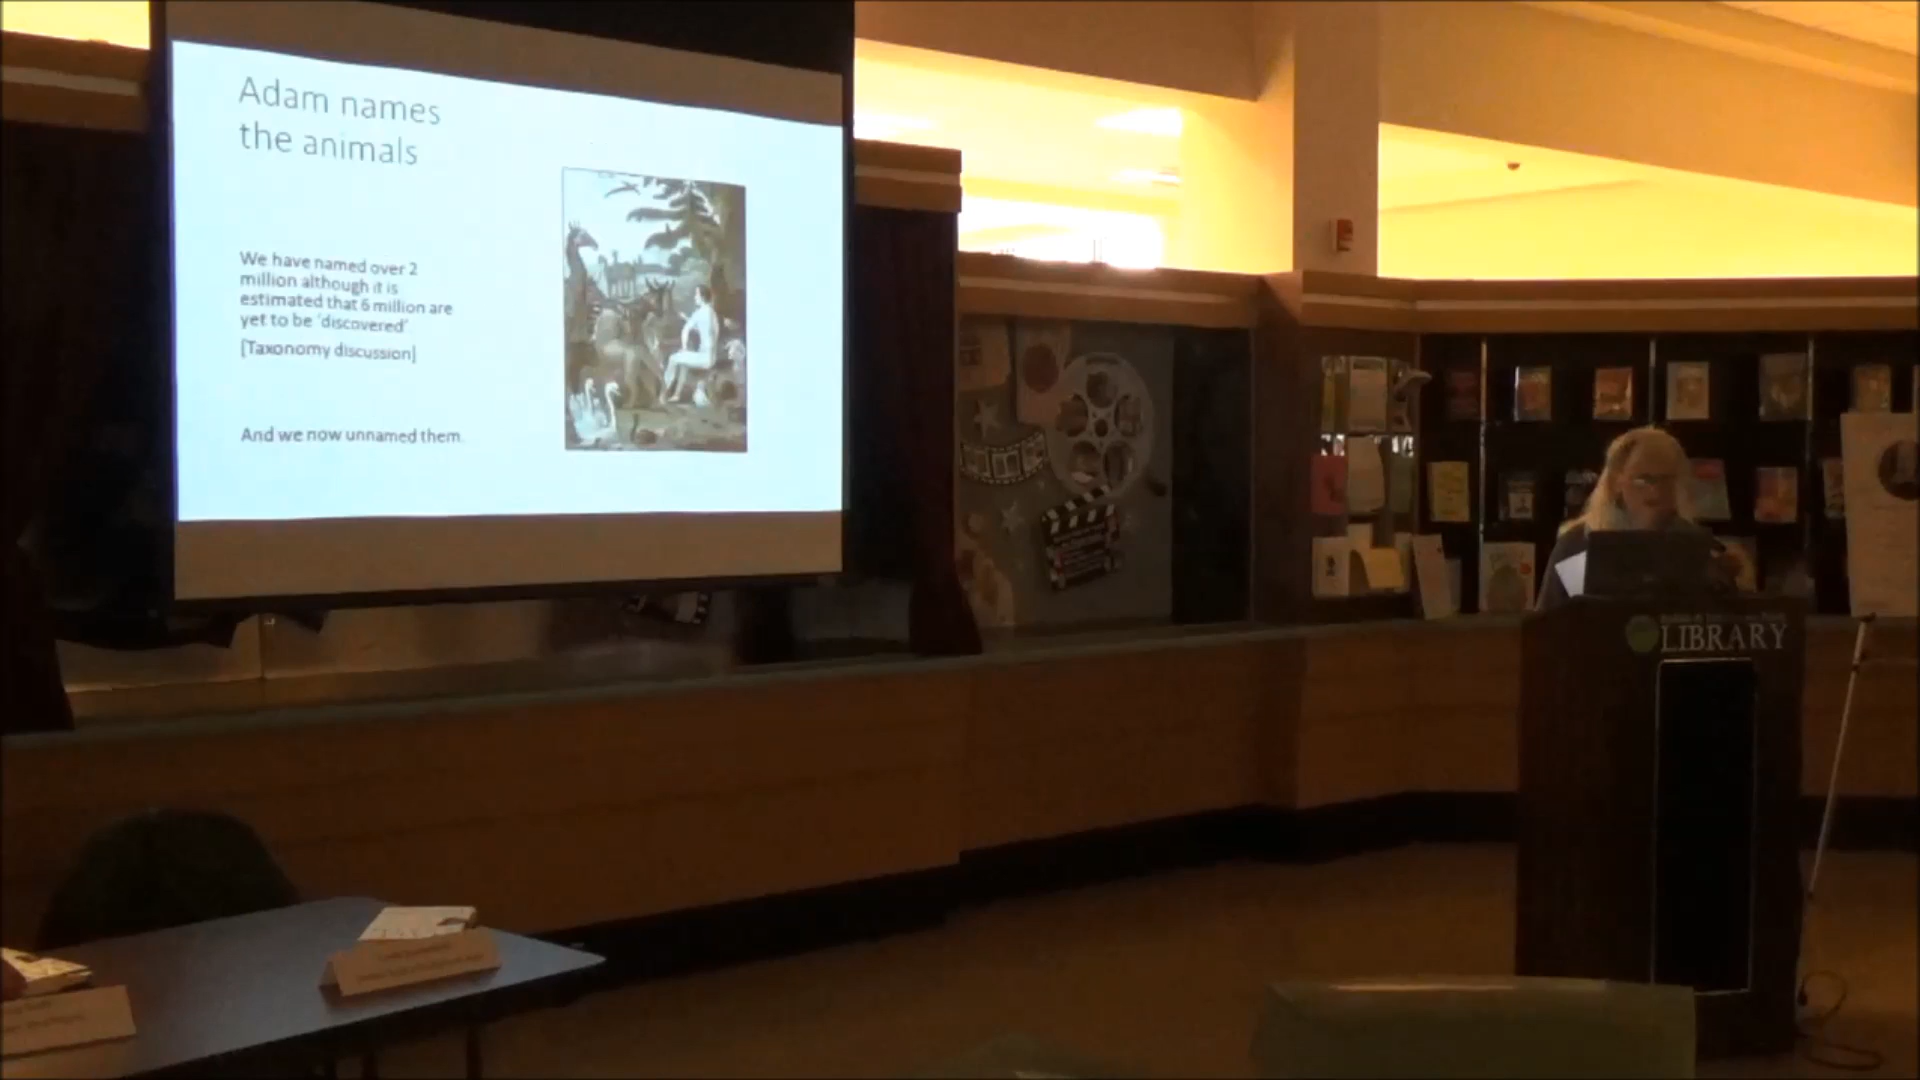 Adam names
the animals
We have named over 2
million although it is
estimated that 6 million are
yet to be 'discovered'
[Taxonomy discussion]
And we now unnamed them.
LIBRARY